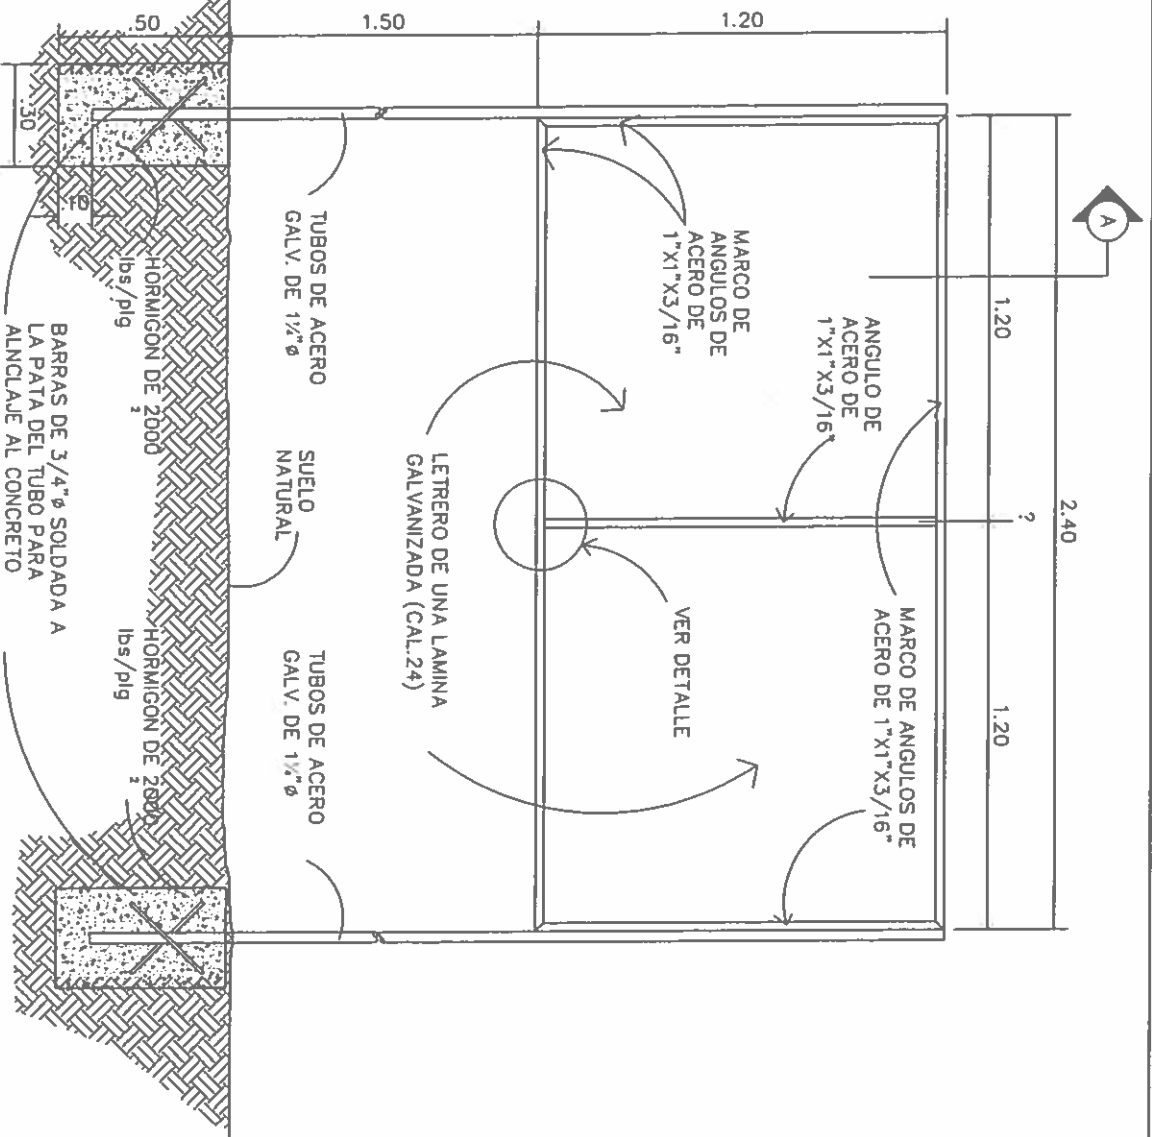 2.40
1.20
1.20
?
A
1.20
1.50
.50
.30
.10
MARCO DE
ANGULOS DE
ACERO DE
1"X1"X3/16"
ANGULO DE
ACERO DE
1"X1"X3/16"
MARCO DE ANGULOS DE
ACERO DE 1"X1"X3/16"
VER DETALLE
LETRERO DE UNA LAMINA
GALVANIZADA (CAL.24)
TUBOS DE ACERO
GALV. DE 1¼"ø
SUELO
NATURAL
TUBOS DE ACERO
GALV. DE 1¼"ø
HORMIGON DE 2000
lbs/plg²
HORMIGON DE 2000
lbs/plg²
BARRAS DE 3/4"ø SOLDADA A
LA PATA DEL TUBO PARA
ALNCLAJE AL CONCRETO